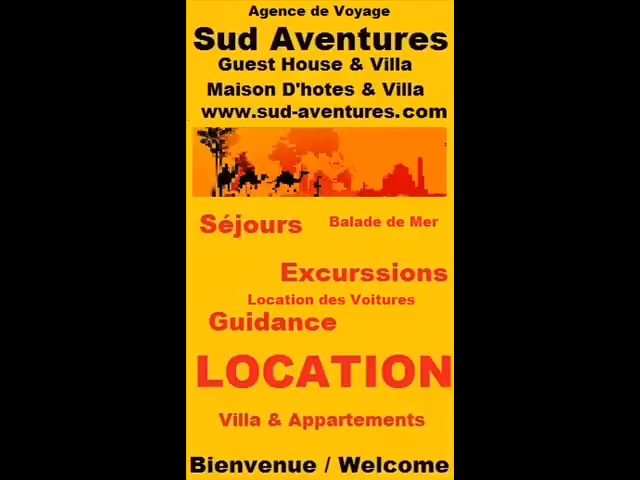 Agence de Voyage
Sud Aventures
Guest House & Villa
Maison D'hotes & Villa
www.sud-aventures.com
Séjours
Balade de Mer
Excurssions
Location des Voitures
Guidance
LOCATION
Villa & Appartements
Bienvenue / Welcome